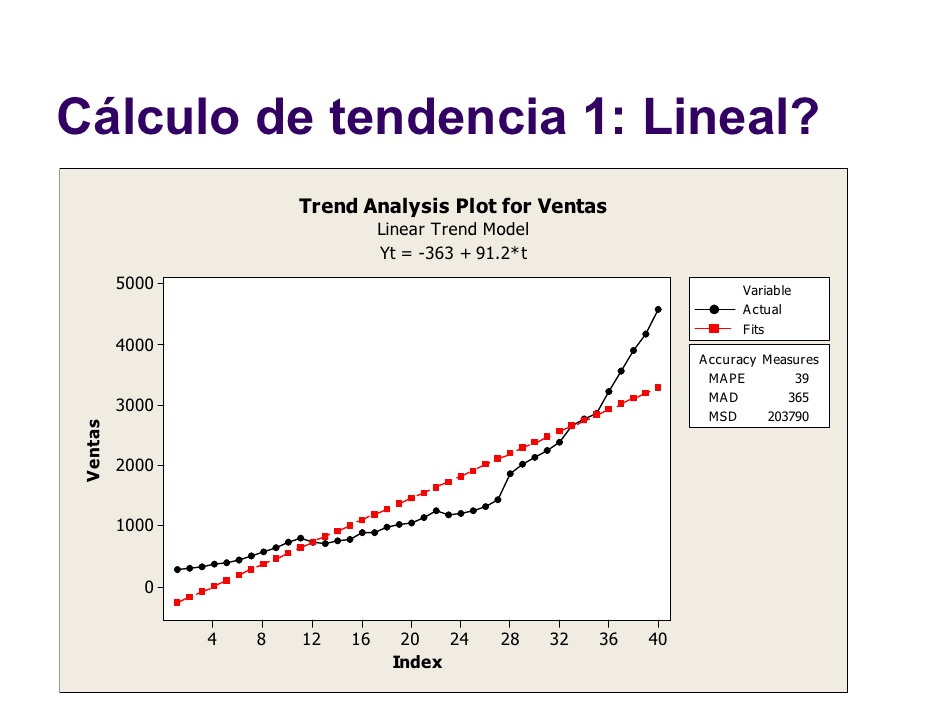 Cálculo de tendencia 1: Lineal?
Trend Analysis Plot for Ventas
Linear Trend Model
Yt = -363 + 91.2*t
5000
4000
3000
2000
1000
0
Ventas
4 8 12 16 20 24 28 32 36 40
Index
Variable
Actual
Fits
Accuracy Measures
MAPE 39
MAD 365
MSD 203790